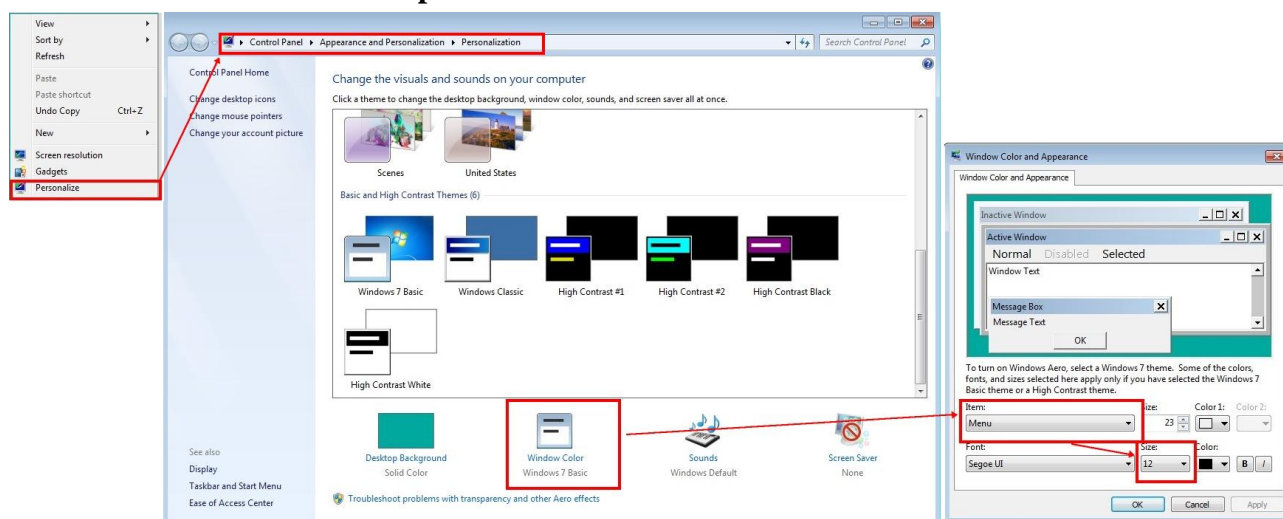 View
Sort by
Refresh
Paste
Paste shortcut
Undo Copy Ctrl+Z
New
Screen resolution
Gadgets
Personalize
Control Panel Appearance and Personalization Personalization
Search Control Panel
Control Panel Home
Change desktop icons
Change mouse pointers
Change your account picture
See also
Display
Taskbar and Start Menu
Ease of Access Center
Change the visuals and sounds on your computer
Click a theme to change the desktop background, window color, sounds, and screen saver all at once.
Scenes United States
Basic and High Contrast Themes (6)
Windows 7 Basic Windows Classic High Contrast #1 High Contrast #2 High Contrast Black
High Contrast White
Desktop Background Window Color Sounds Screen Saver
Solid Color Windows 7 Basic Windows Default None
Troubleshoot problems with transparency and other Aero effects
Window Color and Appearance
Window Color and Appearance
Inactive Window
Active Window
Normal Disabled Selected
Window Text
Message Box
Message Text
OK
To turn on Windows Aero, select a Windows 7 theme. Some of the colors,
fonts, and sizes selected here apply only if you have selected the Windows 7
Basic theme or a High Contrast theme.
Item: Size: Color 1: Color 2:
Menu 23
Font: Size: Color:
Segoe UI 12 B I
OK Cancel Apply